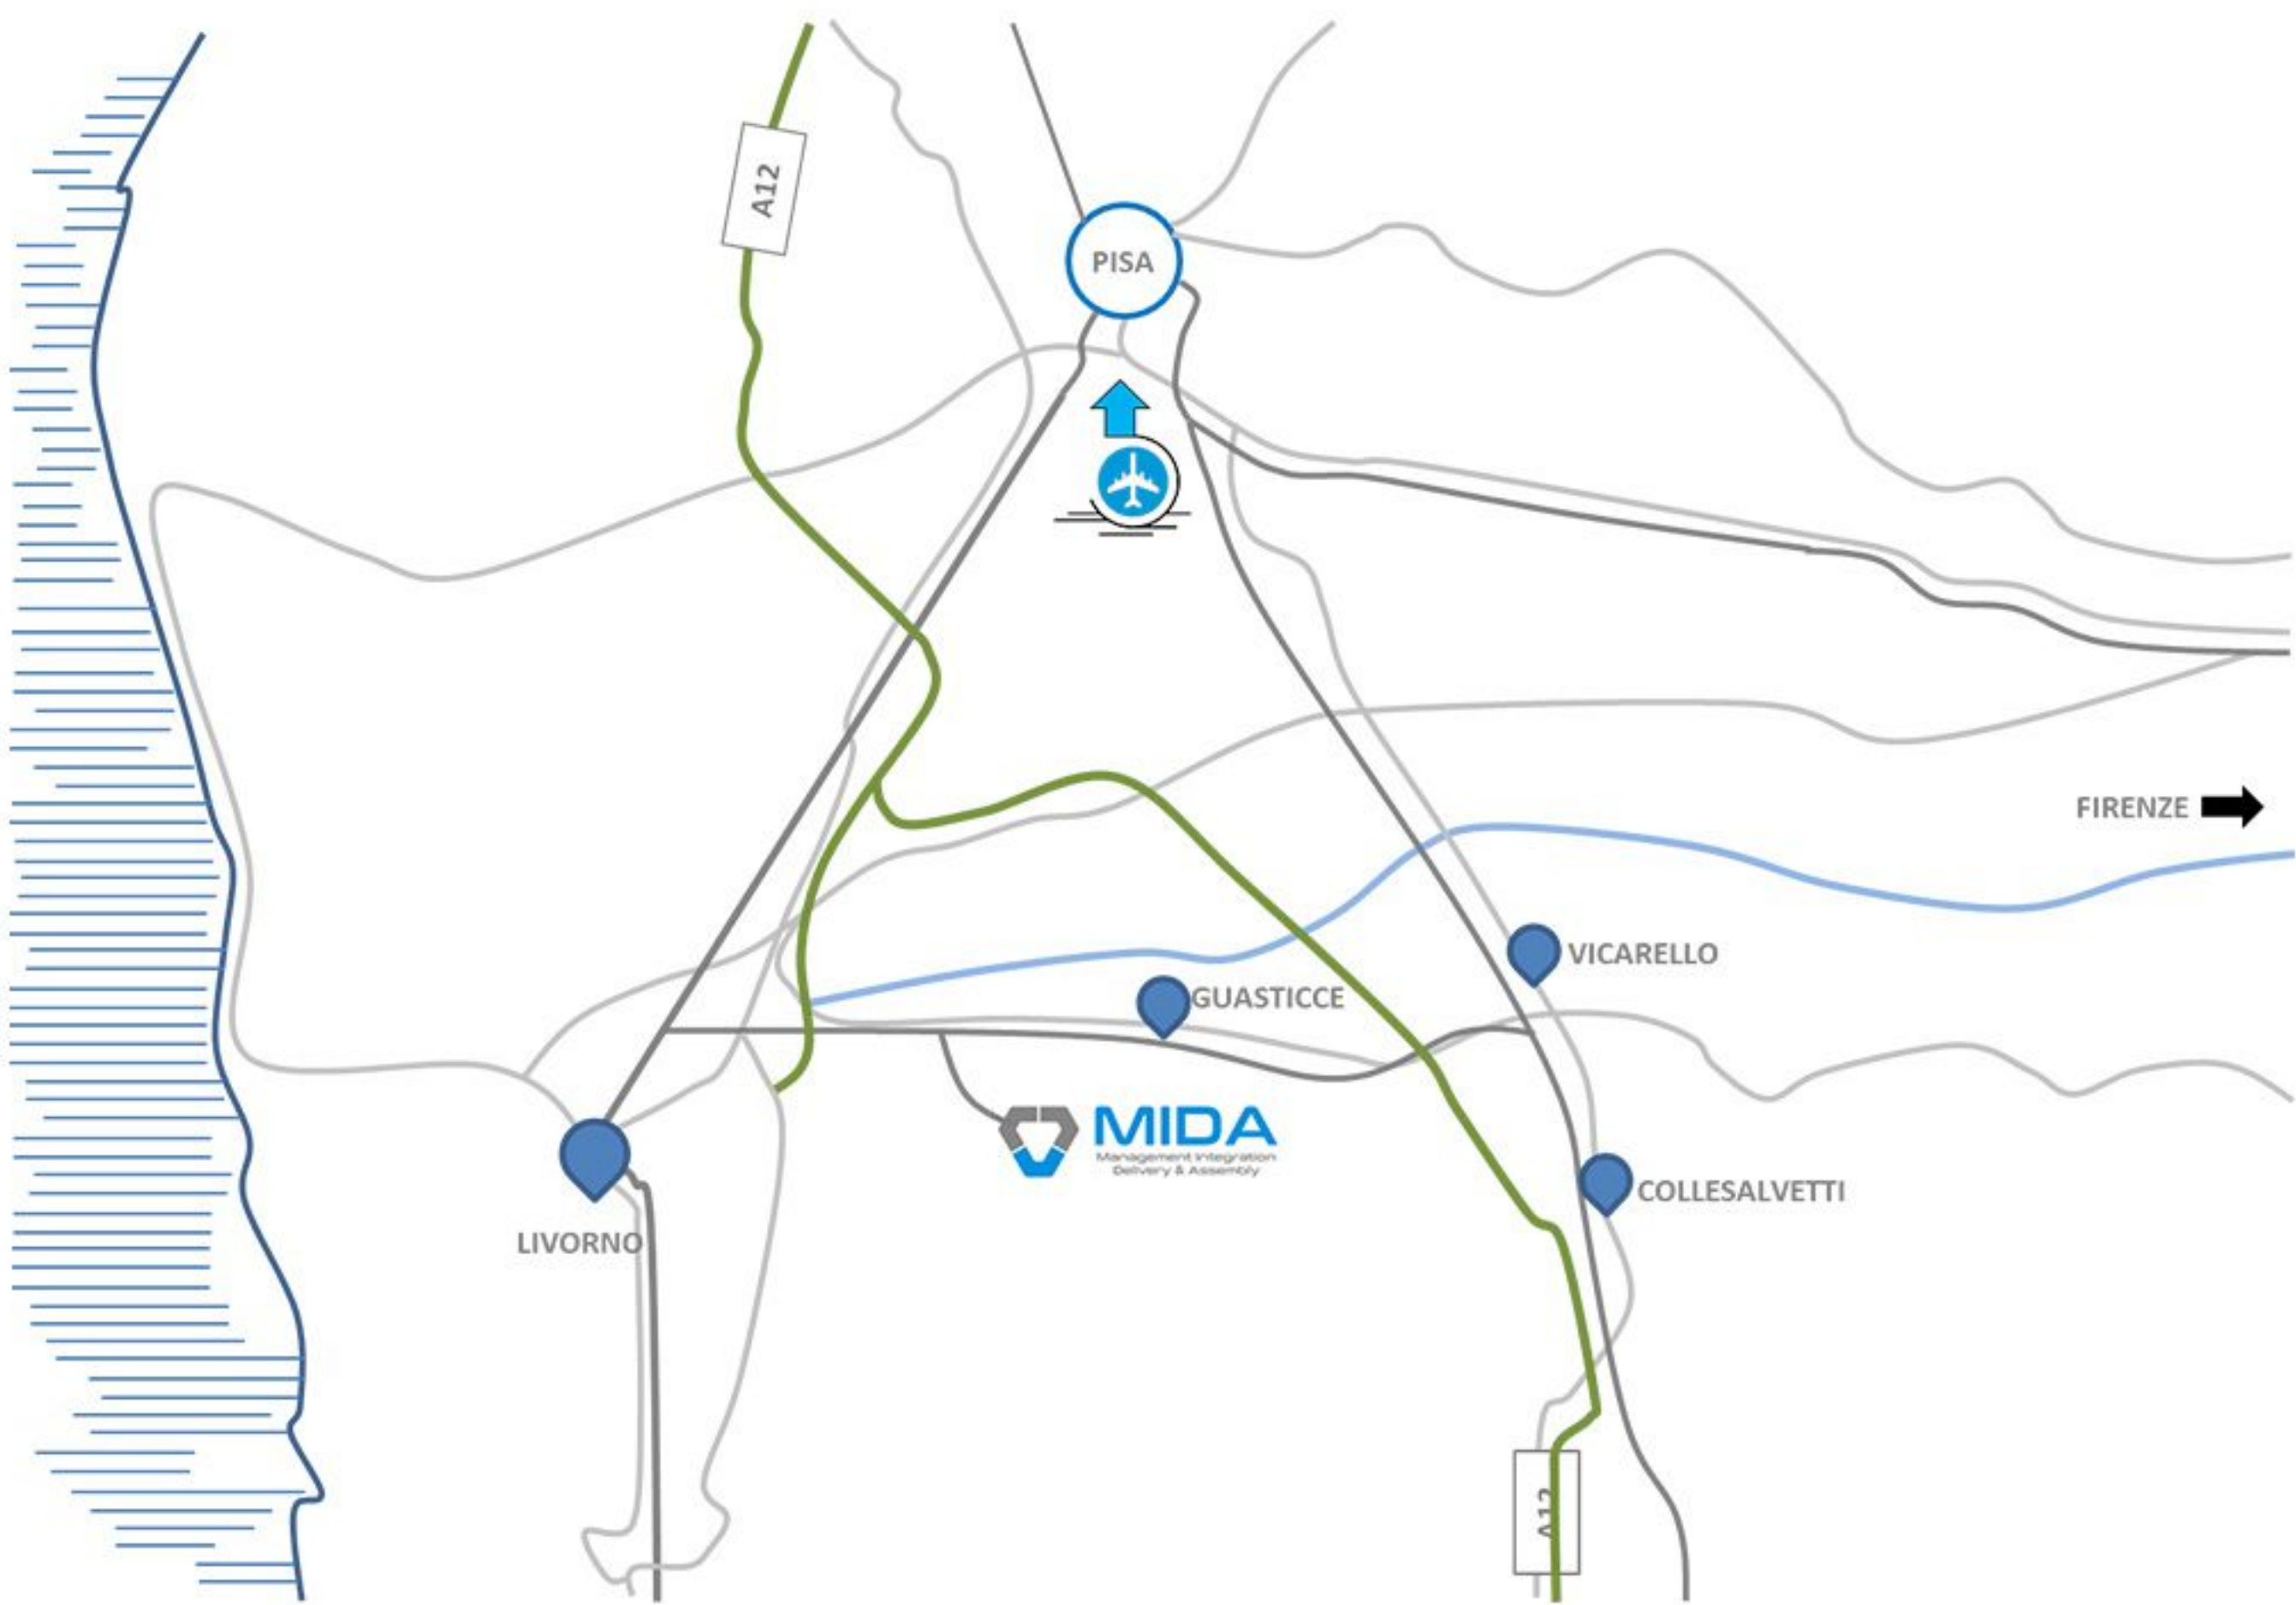 A12
PISA
FIRENZE
VICARELLO
GUASTICCE
MIDA
Management Integration
Delivery & Assembly
COLLESALVETTI
LIVORNO
A12